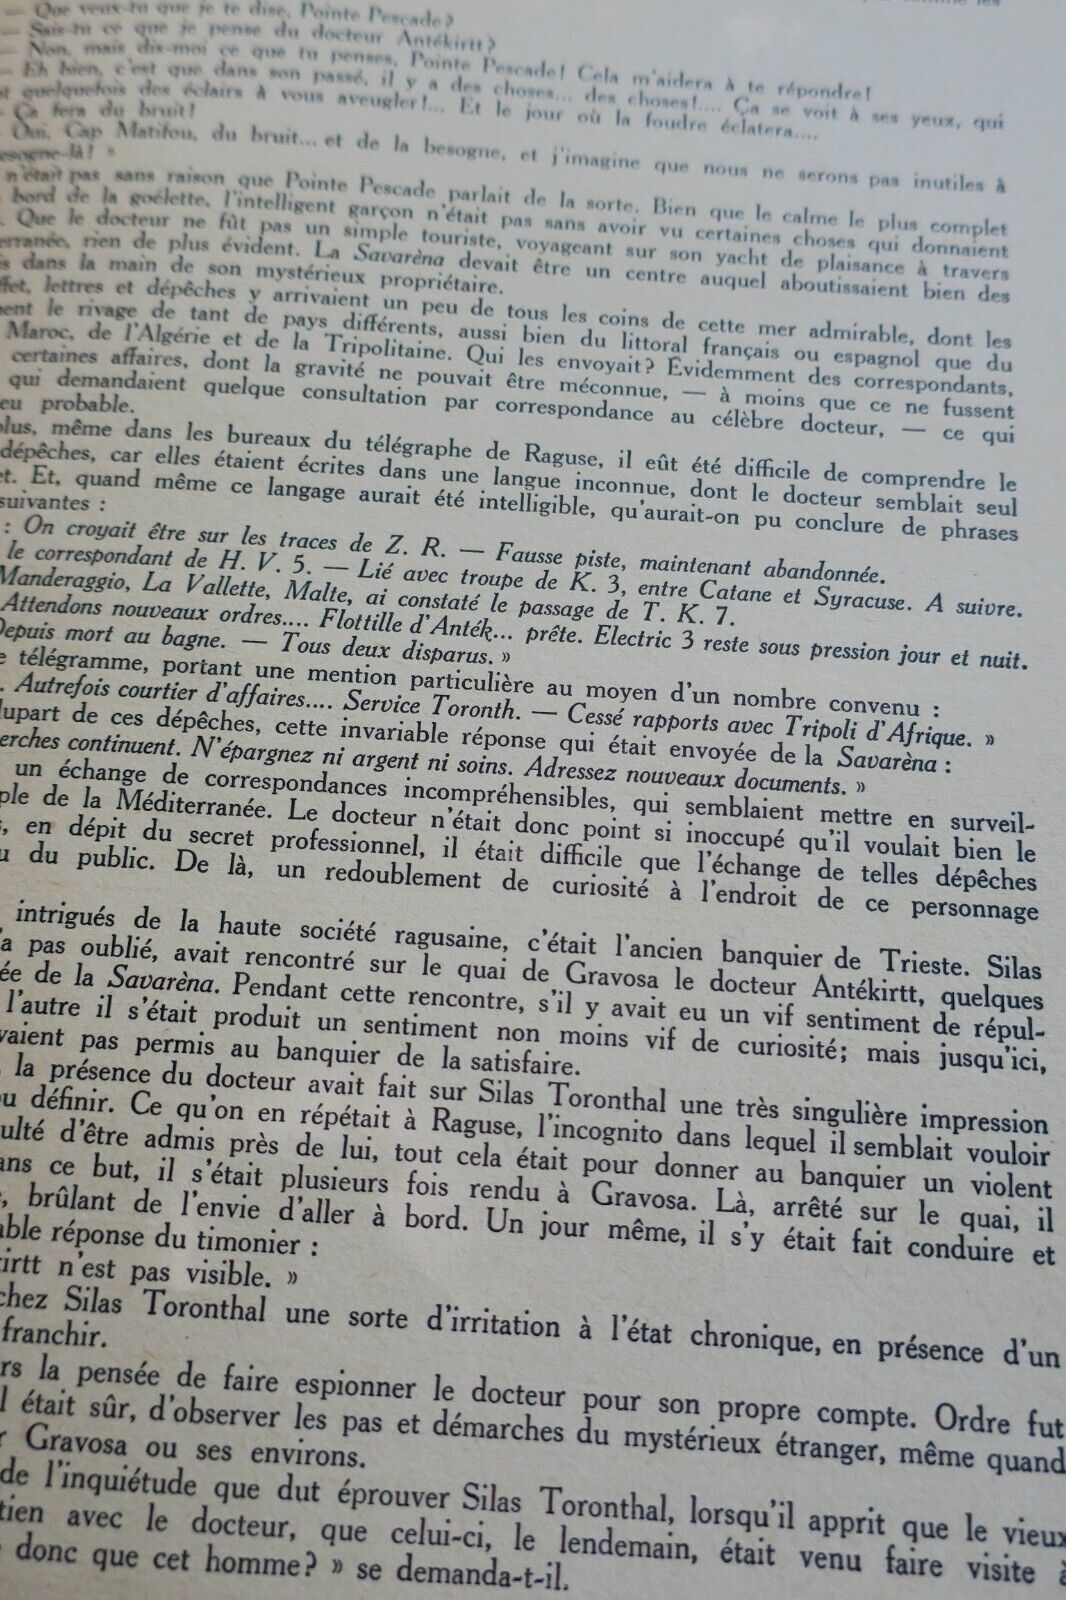 — Que veux-tu que je te dise, Pointe Pescade?
— Sais-tu ce que je pense du docteur Antékirtt?
— Non, mais dis-moi ce que tu penses, Pointe Pescade! Cela m'aidera à te répondre!
— Eh bien, c'est que dans son passé, il y a des choses... des choses!.... Ça se voit à ses yeux, qui
quelquefois des éclairs à vous aveugler!... Et le jour où la foudre éclatera....
Ça fera du bruit!
Oui, Cap Matifou, du bruit... et de la besogne, et j'imagine que nous ne serons pas inutiles à
besogne-là! »
n'était pas sans raison que Pointe Pescade parlait de la sorte. Bien que le calme le plus complet
bord de la goélette, l'intelligent garçon n'était pas sans avoir vu certaines choses qui donnaient
Que le docteur ne fût pas un simple touriste, voyageant sur son yacht de plaisance à travers
erranée, rien de plus évident. La Savarèna devait être un centre auquel aboutissaient bien des
s dans la main de son mystérieux propriétaire.
ffet, lettres et dépêches y arrivaient un peu de tous les coins de cette mer admirable, dont les
ent le rivage de tant de pays différents, aussi bien du littoral français ou espagnol que du
Maroc, de l'Algérie et de la Tripolitaine. Qui les envoyait? Évidemment des correspondants,
certaines affaires, dont la gravité ne pouvait être méconnue, — à moins que ce ne fussent
qui demandaient quelque consultation par correspondance au célèbre docteur, — ce qui
eu probable.
plus, même dans les bureaux du télégraphe de Raguse, il eût été difficile de comprendre le
dépêches, car elles étaient écrites dans une langue inconnue, dont le docteur semblait seul
et. Et, quand même ce langage aurait été intelligible, qu'aurait-on pu conclure de phrases
suivantes :
: On croyait être sur les traces de Z. R. — Fausse piste, maintenant abandonnée.
le correspondant de H. V. 5. — Lié avec troupe de K. 3, entre Catane et Syracuse. A suivre.
Manderaggio, La Vallette, Malte, ai constaté le passage de T. K. 7.
Attendons nouveaux ordres.... Flottille d'Anték... prête. Electric 3 reste sous pression jour et nuit.
Depuis mort au bagne. — Tous deux disparus. »
e télégramme, portant une mention particulière au moyen d'un nombre convenu :
. Autrefois courtier d'affaires.... Service Toronth. — Cessé rapports avec Tripoli d'Afrique. »
lupart de ces dépêches, cette invariable réponse qui était envoyée de la Savarèna :
erches continuent. N'épargnez ni argent ni soins. Adressez nouveaux documents. »
un échange de correspondances incompréhensibles, qui semblaient mettre en surveil-
ple de la Méditerranée. Le docteur n'était donc point si inoccupé qu'il voulait bien le
, en dépit du secret professionnel, il était difficile que l'échange de telles dépêches
u du public. De là, un redoublement de curiosité à l'endroit de ce personnage
intrigués de la haute société ragusaine, c'était l'ancien banquier de Trieste. Silas
a pas oublié, avait rencontré sur le quai de Gravosa le docteur Antékirtt, quelques
ée de la Savarèna. Pendant cette rencontre, s'il y avait eu un vif sentiment de répul-
l'autre il s'était produit un sentiment non moins vif de curiosité; mais jusqu'ici,
vaient pas permis au banquier de la satisfaire.
la présence du docteur avait fait sur Silas Toronthal une très singulière impression
u définir. Ce qu'on en répétait à Raguse, l'incognito dans lequel il semblait vouloir
ulté d'être admis près de lui, tout cela était pour donner au banquier un violent
ans ce but, il s'était plusieurs fois rendu à Gravosa. Là, arrêté sur le quai, il
, brûlant de l'envie d'aller à bord. Un jour même, il s'y était fait conduire et
able réponse du timonier :
kirtt n'est pas visible. »
chez Silas Toronthal une sorte d'irritation à l'état chronique, en présence d'un
franchir.
rs la pensée de faire espionner le docteur pour son propre compte. Ordre fut
l était sûr, d'observer les pas et démarches du mystérieux étranger, même quand
r Gravosa ou ses environs.
de l'inquiétude que dut éprouver Silas Toronthal, lorsqu'il apprit que le vieux
tien avec le docteur, que celui-ci, le lendemain, était venu faire visite à
donc que cet homme? » se demanda-t-il.